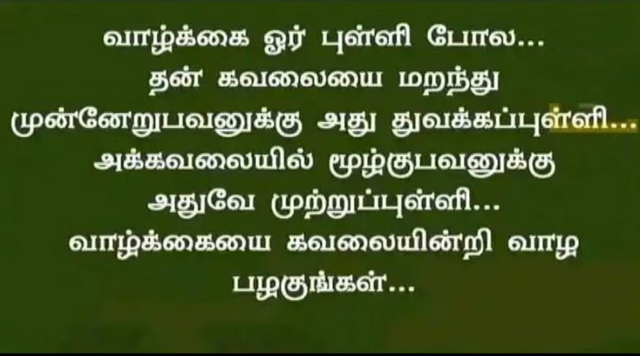 வாழ்க்கை ஓர் புள்ளி போல...
தன் கவலையை மறந்து
முன்னேறுபவனுக்கு அது துவக்கப்புள்ளி...
அக்கவலையில் மூழ்குபவனுக்கு
அதுவே முற்றுப்புள்ளி...
வாழ்க்கையை கவலையின்றி வாழ
பழகுங்கள்...